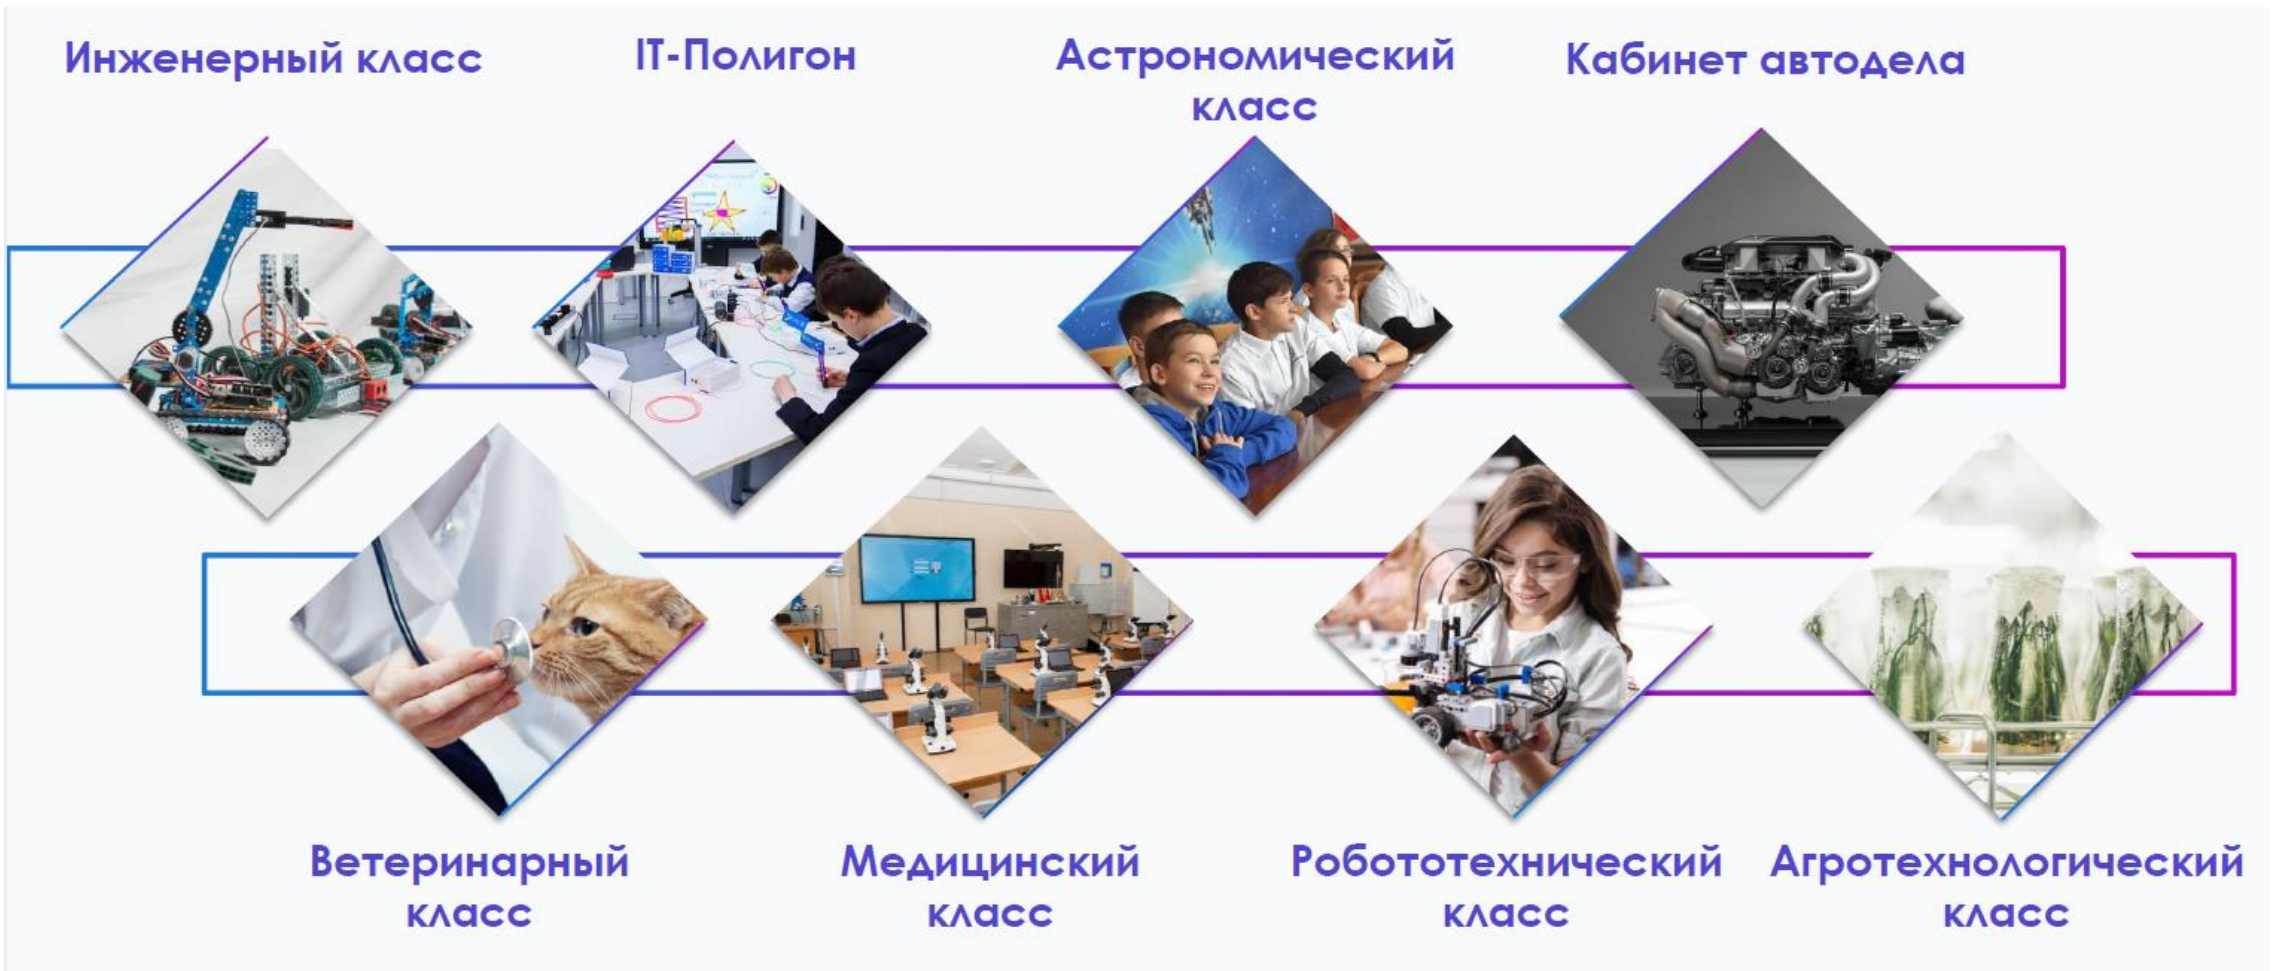 Инженерный класс
IT-Полигон
Астрономический
класс
Кабинет автодела
Ветеринарный
класс
Медицинский
класс
Робототехнический
класс
Агротехнологический
класс